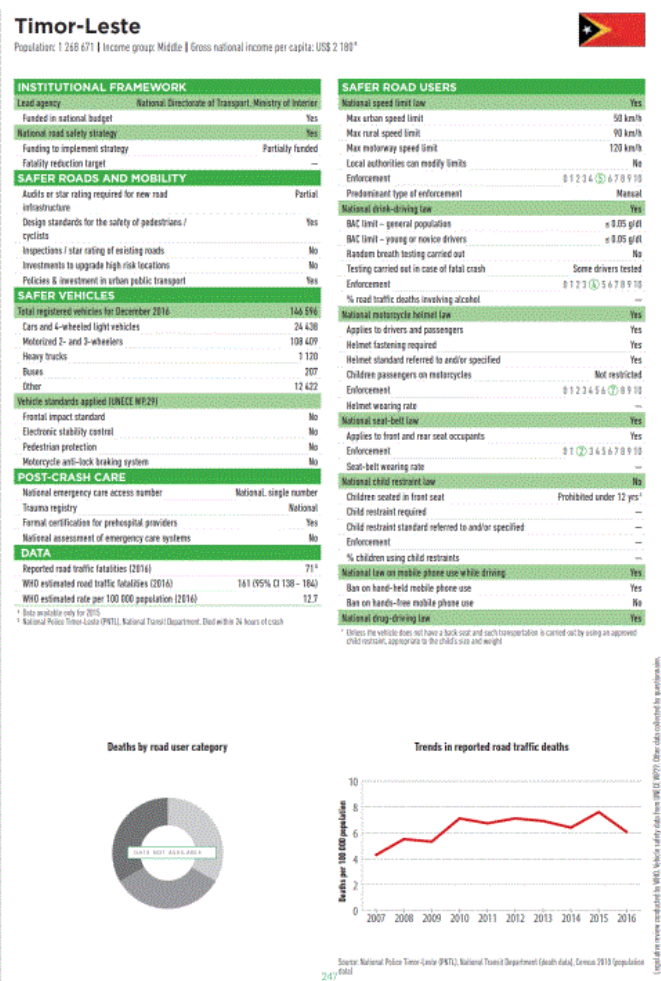 Timor-Leste
Population: 1 268 671 | Income group: Middle | Gross national income per capita: US$ 2 180ª
INSTITUTIONAL FRAMEWORK
Lead agency National Directorate of Transport, Ministry of Interior
Funded in national budget Yes
National road safety strategy Yes
Funding to implement strategy Partially funded
Fatality reduction target —
SAFER ROADS AND MOBILITY
Audits or star rating required for new road Partial
infrastructure
Design standards for the safety of pedestrians / Yes
cyclists
Inspections / star rating of existing roads No
Investments to upgrade high risk locations No
Policies & investment in urban public transport Yes
SAFER VEHICLES
Total registered vehicles for December 2016 146 596
Cars and 4-wheeled light vehicles 24 438
Motorized 2- and 3-wheelers 108 409
Heavy trucks 1 120
Buses 207
Other 12 422
Vehicle standards applied (UNECE WP.29)
Frontal impact standard No
Electronic stability control No
Pedestrian protection No
Motorcycle anti-lock braking system No
POST-CRASH CARE
National emergency care access number National, single number
Trauma registry National
Formal certification for prehospital providers Yes
National assessment of emergency care systems No
DATA
Reported road traffic fatalities (2016) 71ᵇ
WHO estimated road traffic fatalities (2016) 161 (95% CI 138 – 184)
WHO estimated rate per 100 000 population (2016) 12.7
ª Data available only for 2015
ᵇ National Police Timor-Leste (PNTL), National Transit Department. Died within 24 hours of crash
SAFER ROAD USERS
National speed limit law Yes
Max urban speed limit 50 km/h
Max rural speed limit 90 km/h
Max motorway speed limit 120 km/h
Local authorities can modify limits No
Enforcement 0 1 2 3 4 5 6 7 8 9 10
Predominant type of enforcement Manual
National drink-driving law Yes
BAC limit – general population ≤ 0.05 g/dl
BAC limit – young or novice drivers ≤ 0.05 g/dl
Random breath testing carried out No
Testing carried out in case of fatal crash Some drivers tested
Enforcement 0 1 2 3 4 5 6 7 8 9 10
% road traffic deaths involving alcohol —
National motorcycle helmet law Yes
Applies to drivers and passengers Yes
Helmet fastening required Yes
Helmet standard referred to and/or specified Yes
Children passengers on motorcycles Not restricted
Enforcement 0 1 2 3 4 5 6 7 8 9 10
Helmet wearing rate —
National seat-belt law Yes
Applies to front and rear seat occupants Yes
Enforcement 0 1 2 3 4 5 6 7 8 9 10
Seat-belt wearing rate —
National child restraint law No
Children seated in front seat Prohibited under 12 yrs
Child restraint required —
Child restraint standard referred to and/or specified —
Enforcement —
% children using child restraints —
National law on mobile phone use while driving Yes
Ban on hand-held mobile phone use Yes
Ban on hands-free mobile phone use No
National drug-driving law Yes
Unless the vehicle does not have a back seat and such transportation is carried out by using an approved
child restraint, appropriate to the child's size and weight
Deaths by road user category
DATA NOT AVAILABLE
Trends in reported road traffic deaths
Deaths per 100 000 population
10
8
6
4
2
0
2007 2008 2009 2010 2011 2012 2013 2014 2015 2016
Source: National Police Timor-Leste (PNTL), National Transit Department (death data), Census 2010 (population
data)
Legislative review conducted by WHO. Vehicle safety data from UNECE WP29. Other data collected by questionnaire.
247